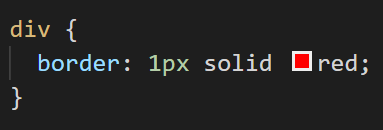 div {
  border: 1px solid red;
}